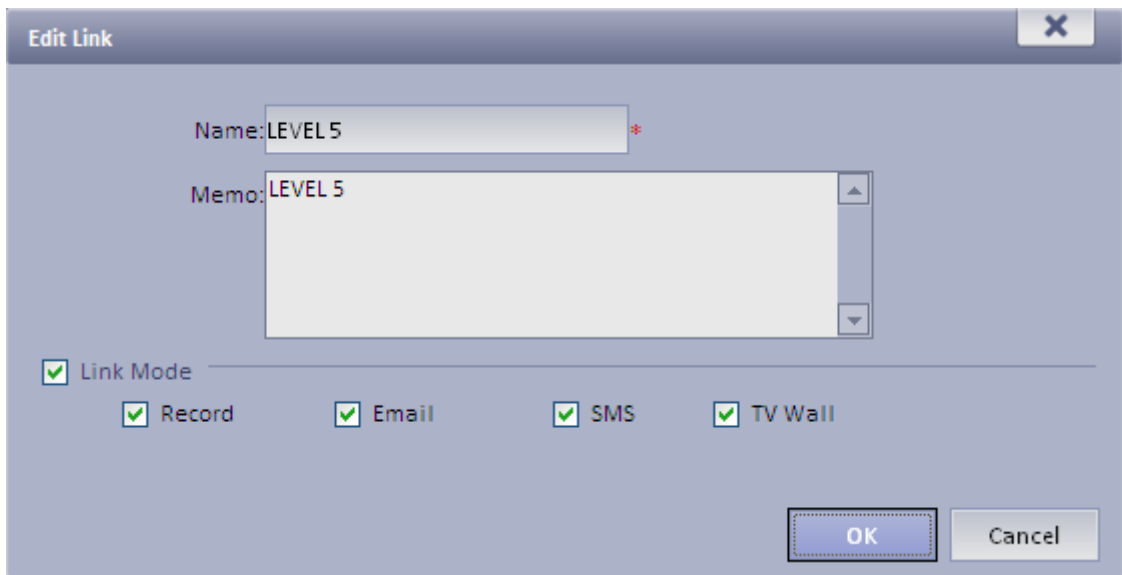 Edit Link
Name:LEVEL 5 *
Memo:LEVEL 5
Link Mode
Record Email SMS TV Wall
OK Cancel